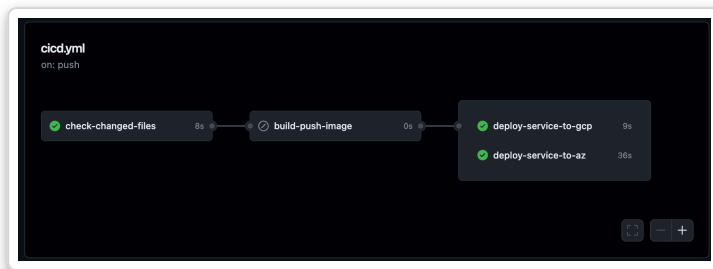 cicd.yml
on: push
check-changed-files 8s
build-push-image 0s
deploy-service-to-gcp 9s
deploy-service-to-az 36s